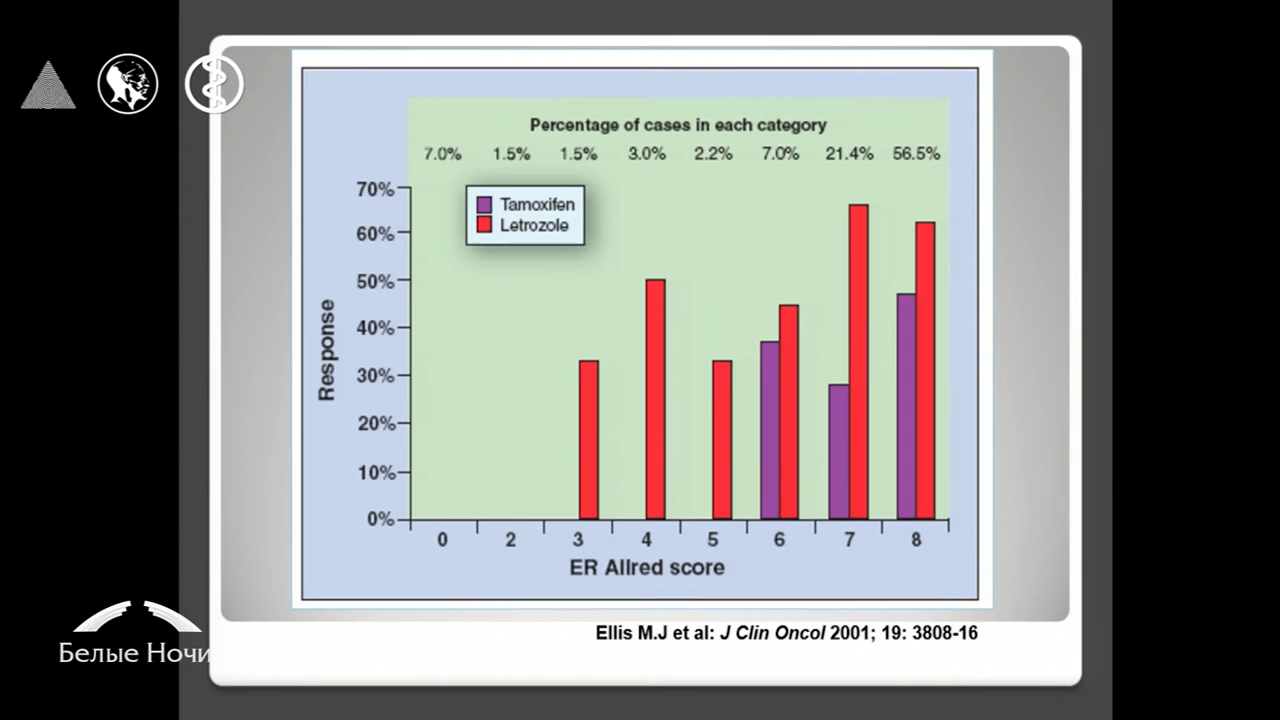 Percentage of cases in each category
7.0% 1.5% 1.5% 3.0% 2.2% 7.0% 21.4% 56.5%
70%
60%
50%
40%
30%
20%
10%
0%
Tamoxifen
Letrozole
Response
0 2 3 4 5 6 7 8
ER Allred score
Ellis M.J et al: J Clin Oncol 2001; 19: 3808-16
Белые Ночи